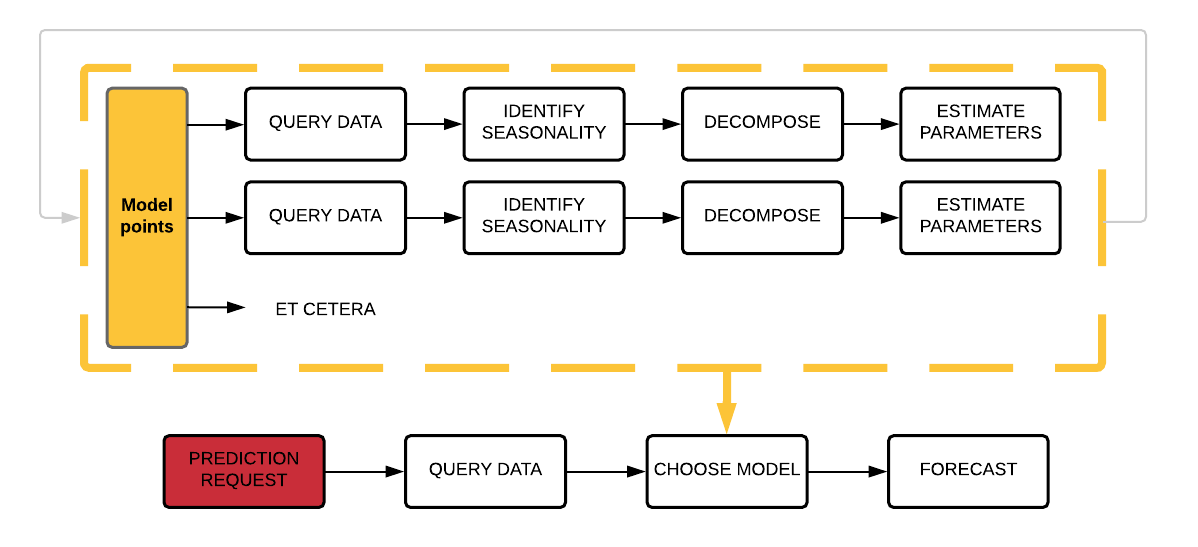 QUERY DATA
IDENTIFY
SEASONALITY
DECOMPOSE
ESTIMATE
PARAMETERS
Model
points
QUERY DATA
IDENTIFY
SEASONALITY
DECOMPOSE
ESTIMATE
PARAMETERS
ET CETERA
PREDICTION
REQUEST
QUERY DATA
CHOOSE MODEL
FORECAST